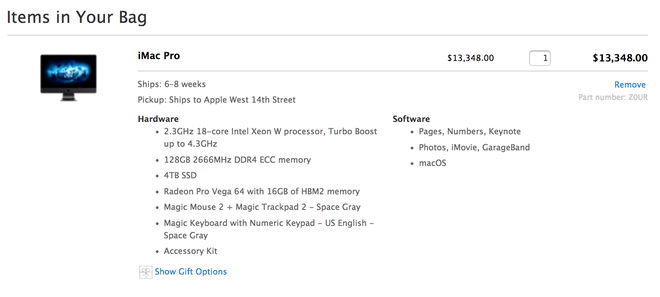 Items in Your Bag
iMac Pro
$13,348.00
1
$13,348.00
Ships: 6–8 weeks
Remove
Pickup: Ships to Apple West 14th Street
Part number: Z0UR
Hardware
• 2.3GHz 18-core Intel Xeon W processor, Turbo Boost
up to 4.3GHz
• 128GB 2666MHz DDR4 ECC memory
• 4TB SSD
• Radeon Pro Vega 64 with 16GB of HBM2 memory
• Magic Mouse 2 + Magic Trackpad 2 - Space Gray
• Magic Keyboard with Numeric Keypad - US English -
Space Gray
• Accessory Kit
Software
• Pages, Numbers, Keynote
• Photos, iMovie, GarageBand
• macOS
Show Gift Options